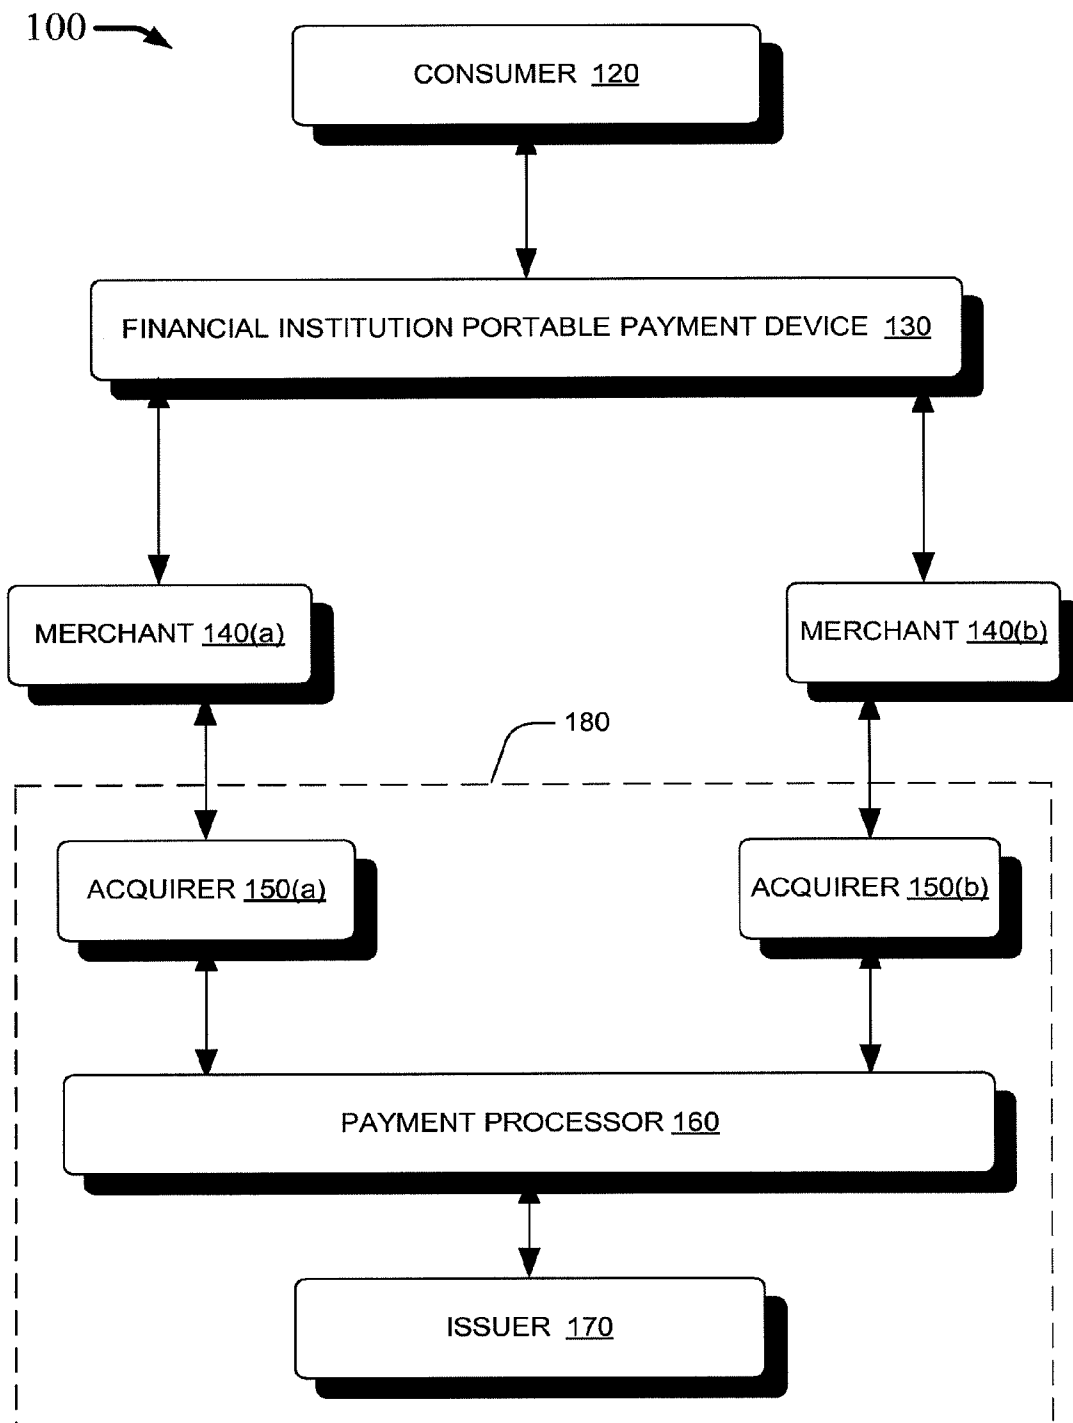 100
CONSUMER 120
FINANCIAL INSTITUTION PORTABLE PAYMENT DEVICE 130
MERCHANT 140(a)
MERCHANT 140(b)
180
ACQUIRER 150(a)
ACQUIRER 150(b)
PAYMENT PROCESSOR 160
ISSUER 170